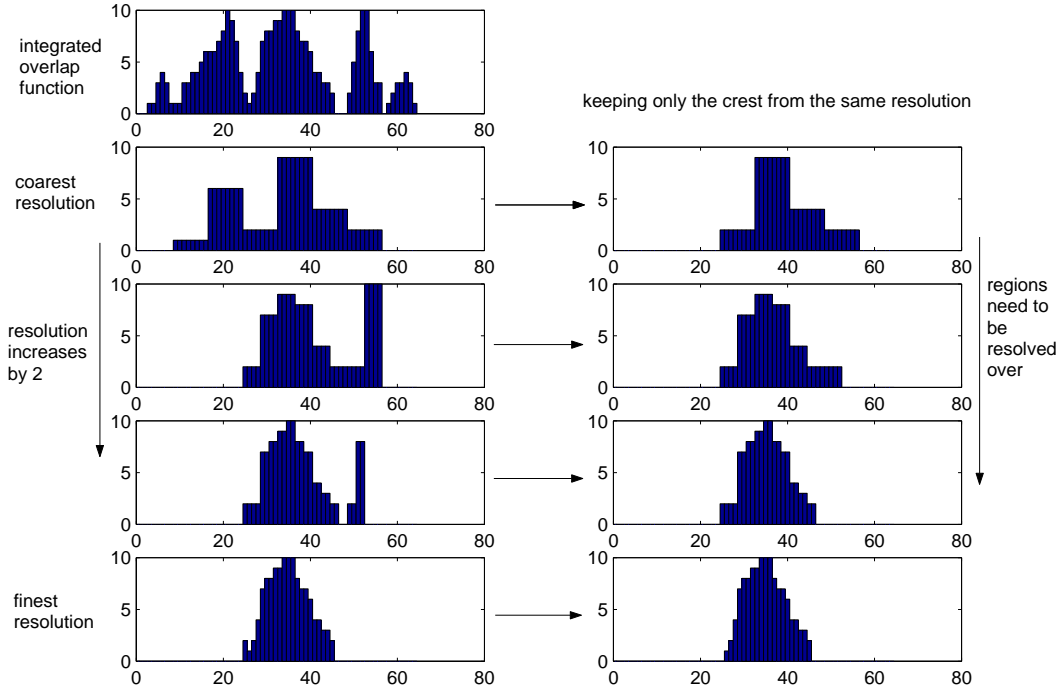 10
integrated
overlap
function
5
0
0 20 40 60 80
keeping only the crest from the same resolution
10
coarest
resolution
5
0
0 20 40 60 80
10
5
0
0 20 40 60 80
10
resolution
increases
by 2
5
0
0 20 40 60 80
10
5
0
0 20 40 60 80
regions
need to
be
resolved
over
10
5
0
0 20 40 60 80
10
5
0
0 20 40 60 80
10
finest
resolution
5
0
0 20 40 60 80
10
5
0
0 20 40 60 80